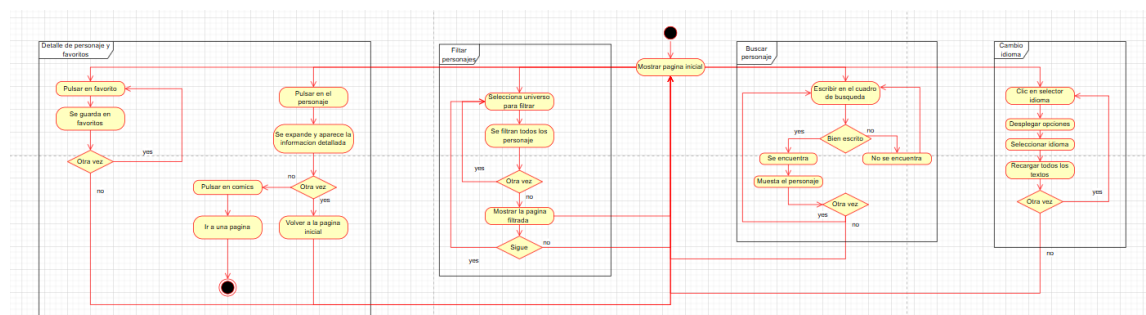 Detalle de personaje y
favoritos
Pulsar en favorito
Se guarda en
favoritos
Otra vez
yes
no
Pulsar en el
personaje
Se expande y aparece la
informacion detallada
Otra vez
no
yes
Pulsar en comics
Ir a una pagina
Volver a la pagina
inicial
Filtar
personajes
Selecciona universo
para filtrar
Se filtran todos los
personaje
yes
Otra vez
no
Mostrar la pagina
filtrada
Sigue
no
yes
Mostrar pagina inicial
Buscar
personaje
Escribir en el cuadro
de busqueda
yes
Bien escrito
no
Se encuentra
No se encuentra
Muesta el personaje
Otra vez
yes
no
Cambio
idioma
Clic en selector
idioma
Desplegar opciones
Seleccionar idioma
Recargar todos los
textos
Otra vez
yes
no